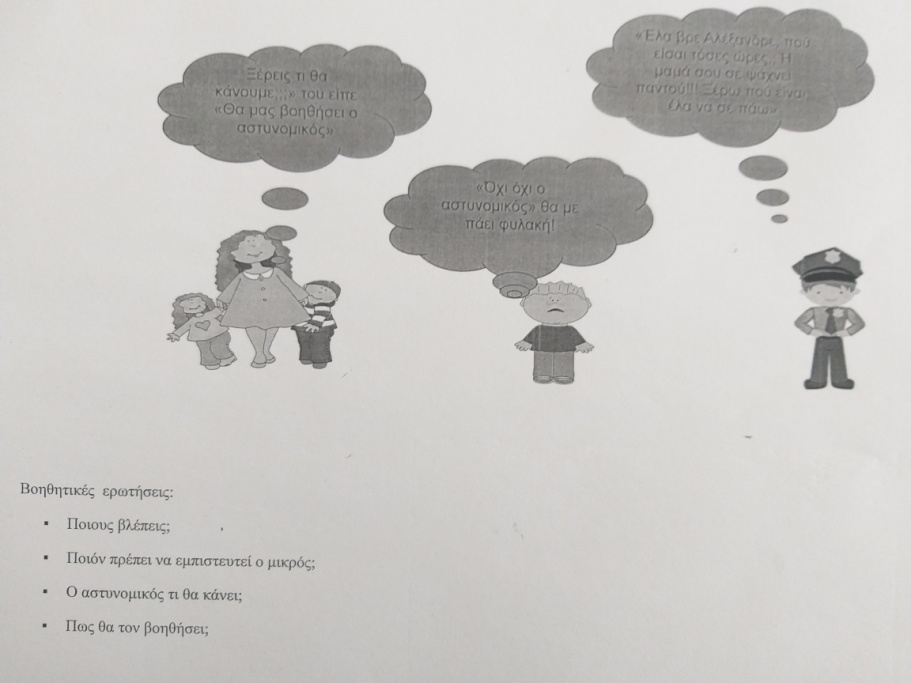 Ξέρεις τι θα
κάνουμε;;;» του είπε
«Θα μας βοηθήσει ο
αστυνομικός»
«Όχι όχι ο
αστυνομικός» θα με
πάει φυλακή!
«Έλα βρε Αλέξανδρε, πού
είσαι τόσες ώρες.. Ή
μαμά σου σε ψάχνει
παντού!!! Ξέρω πού είναι
έλα να σε πάω»
Βοηθητικές ερωτήσεις:
▪ Ποιους βλέπεις;
▪ Ποιόν πρέπει να εμπιστευτεί ο μικρός;
▪ Ο αστυνομικός τι θα κάνει;
▪ Πως θα τον βοηθήσει;